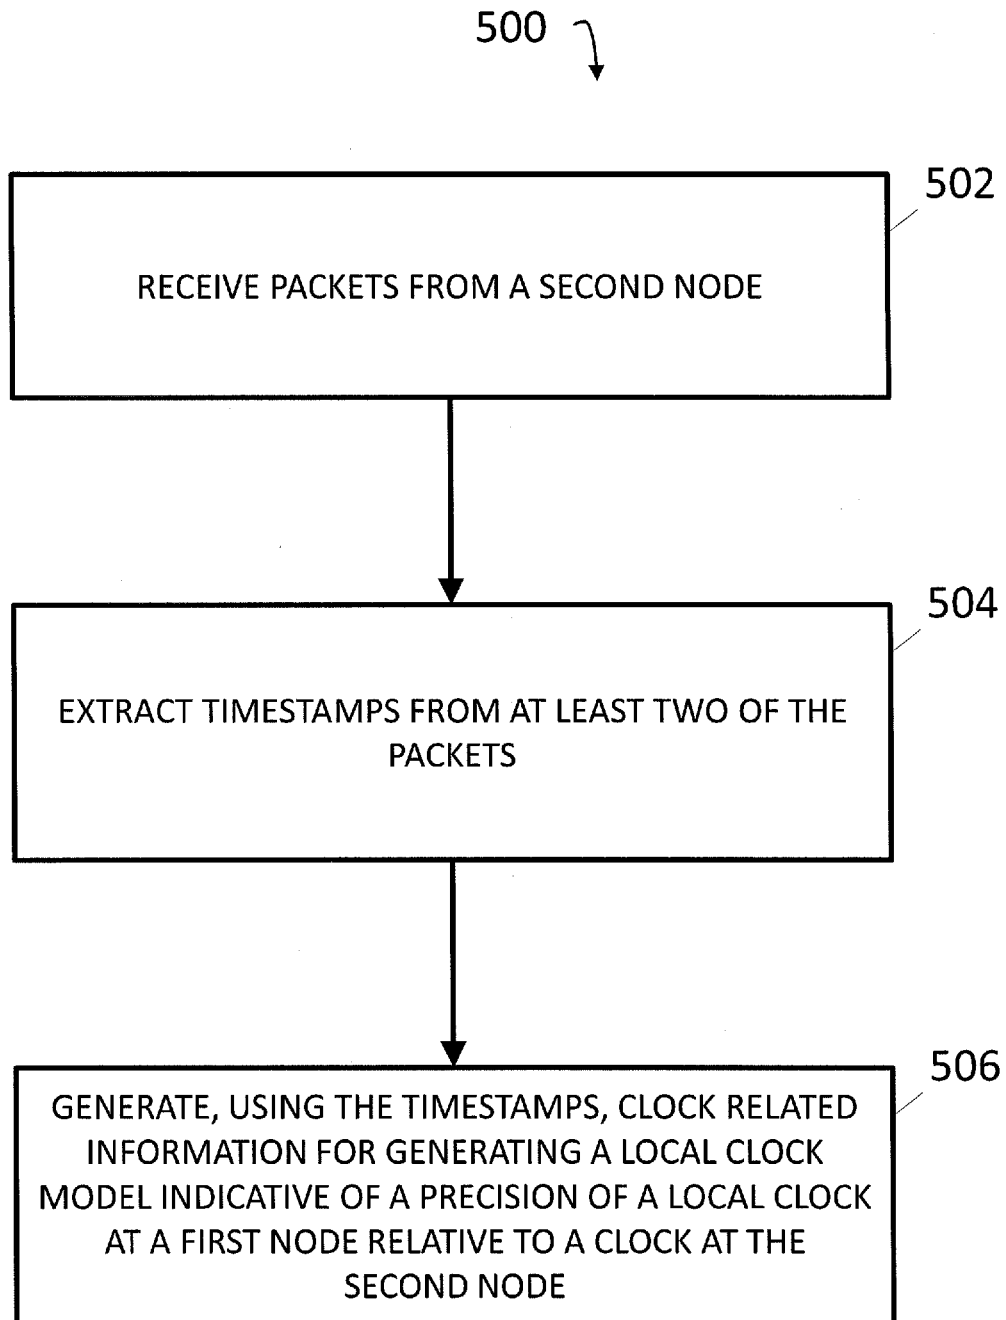 500
502
RECEIVE PACKETS FROM A SECOND NODE
504
EXTRACT TIMESTAMPS FROM AT LEAST TWO OF THE
PACKETS
506
GENERATE, USING THE TIMESTAMPS, CLOCK RELATED
INFORMATION FOR GENERATING A LOCAL CLOCK
MODEL INDICATIVE OF A PRECISION OF A LOCAL CLOCK
AT A FIRST NODE RELATIVE TO A CLOCK AT THE
SECOND NODE